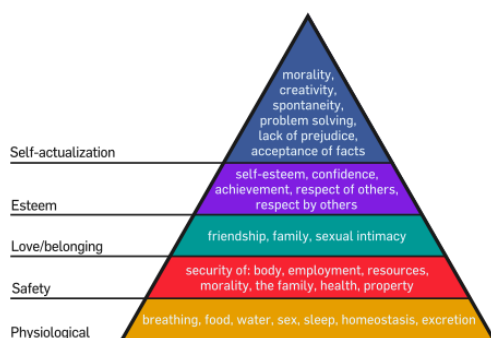 morality,
creativity,
spontaneity,
problem solving,
lack of prejudice,
acceptance of facts
Self-actualization
self-esteem, confidence,
achievement, respect of others,
respect by others
Esteem
friendship, family, sexual intimacy
Love/belonging
security of: body, employment, resources,
morality, the family, health, property
Safety
breathing, food, water, sex, sleep, homeostasis, excretion
Physiological